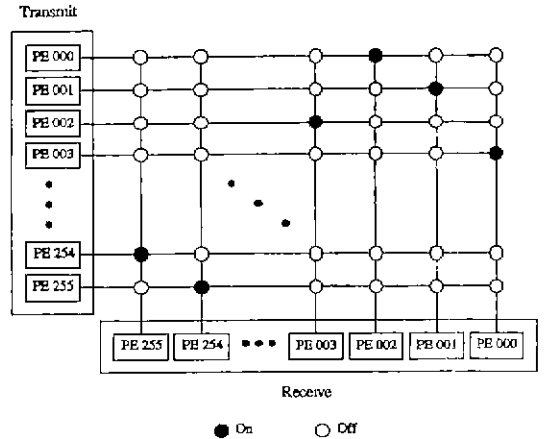 Transmit
PE 000
PE 001
PE 002
PE 003
PE 254
PE 255
PE 255 PE 254 PE 003 PE 002 PE 001 PE 000
Receive
On Off